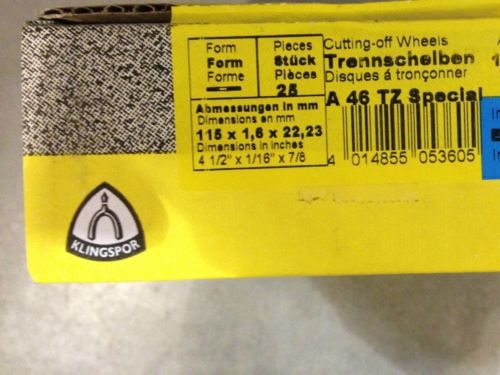 Form
Form
Forme
Pieces
Stück
Pièces
25
Cutting-off Wheels
Trennscheiben
Disques á tronçonner
A 46 TZ Special
Abmessungen in mm
Dimensions en mm
115 x 1,6 x 22,23
Dimensions in inches
4 1/2" x 1/16" x 7/8
4 014855 053605
KLINGSPOR